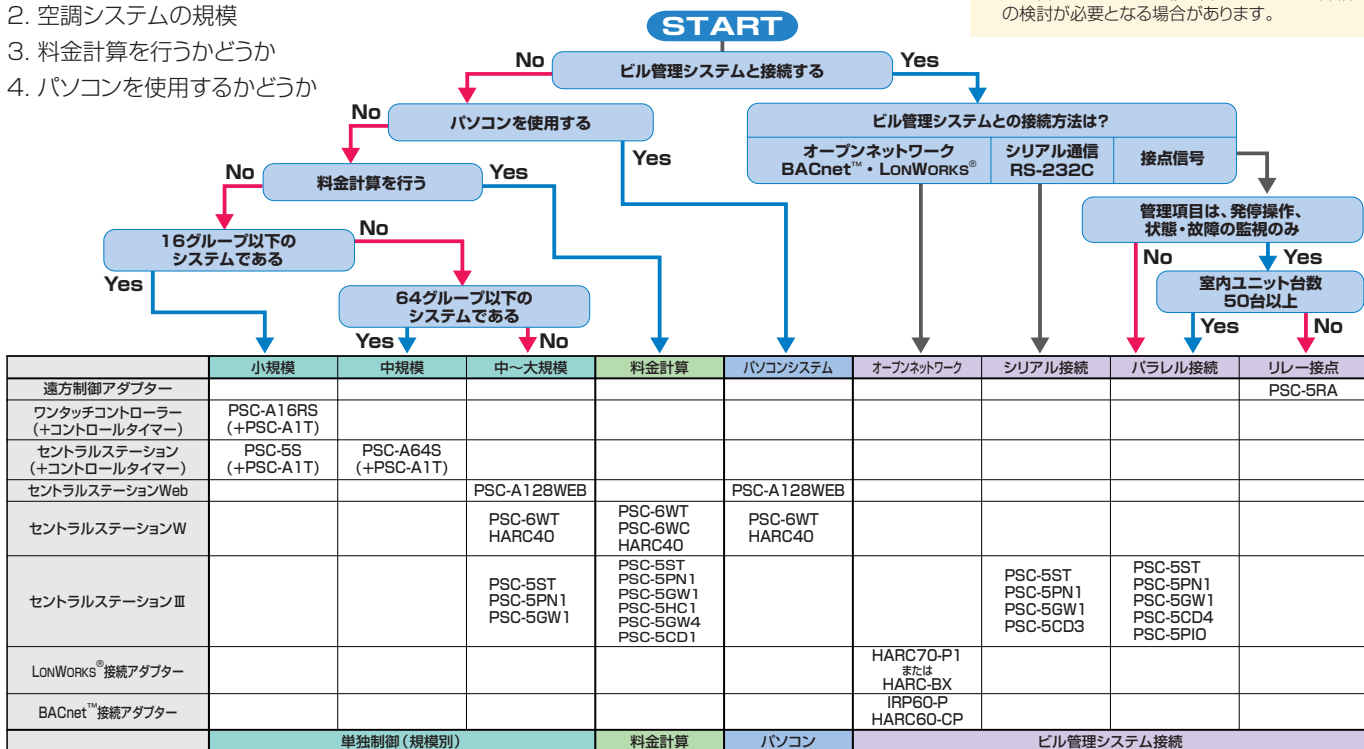 2. 空調システムの規模
3. 料金計算を行うかどうか
4. パソコンを使用するかどうか
の検討が必要となる場合があります。
START
ビル管理システムと接続する
No
Yes
パソコンを使用する
No
Yes
ビル管理システムとの接続方法は?
オープンネットワーク
BACnet™・LONWORKS®
シリアル通信
RS-232C
接点信号
料金計算を行う
No
Yes
管理項目は、発停操作、
状態・故障の監視のみ
No
Yes
16グループ以下の
システムである
No
Yes
室内ユニット台数
50台以上
Yes
No
64グループ以下の
システムである
Yes
No
小規模 中規模 中〜大規模 料金計算 パソコンシステム オープンネットワーク シリアル接続 パラレル接続 リレー接点
遠方制御アダプター PSC-5RA
ワンタッチコントローラー
(+コントロールタイマー)
PSC-A16RS
(+PSC-A1T)
セントラルステーション
(+コントロールタイマー)
PSC-5S
(+PSC-A1T)
PSC-A64S
(+PSC-A1T)
セントラルステーションWeb PSC-A128WEB PSC-A128WEB
セントラルステーションW
PSC-6WT
HARC40
PSC-6WT
PSC-6WC
HARC40
PSC-6WT
HARC40
セントラルステーションⅢ
PSC-5ST
PSC-5PN1
PSC-5GW1
PSC-5ST
PSC-5PN1
PSC-5GW1
PSC-5HC1
PSC-5GW4
PSC-5CD1
PSC-5ST
PSC-5PN1
PSC-5GW1
PSC-5CD3
PSC-5ST
PSC-5PN1
PSC-5GW1
PSC-5CD4
PSC-5PIO
LONWORKS®接続アダプター
HARC70-P1
または
HARC-BX
BACnet™接続アダプター
IRP60-P
HARC60-CP
単独制御(規模別) 料金計算 パソコン ビル管理システム接続